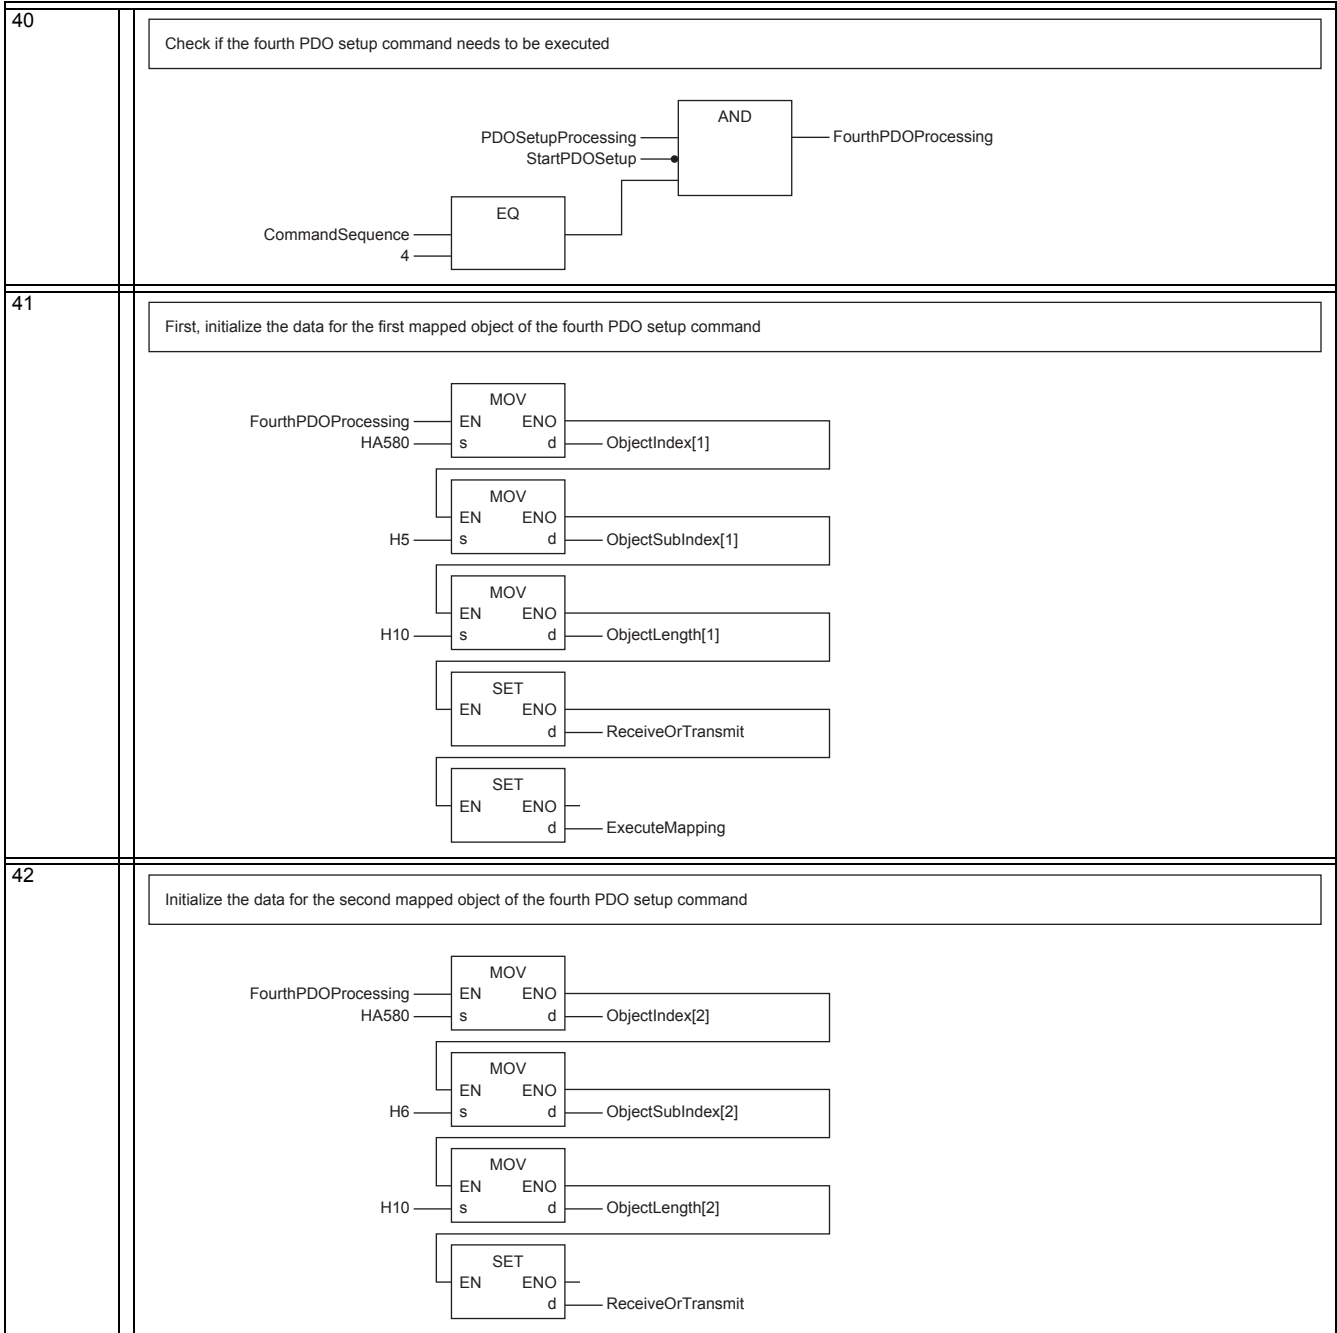 40
Check if the fourth PDO setup command needs to be executed
AND
PDOSetupProcessing
FourthPDOProcessing
StartPDOSetup
EQ
CommandSequence
4
41
First, initialize the data for the first mapped object of the fourth PDO setup command
MOV
FourthPDOProcessing EN ENO
HA580 s d ObjectIndex[1]
MOV
EN ENO
H5 s d ObjectSubIndex[1]
MOV
EN ENO
H10 s d ObjectLength[1]
SET
EN ENO
d ReceiveOrTransmit
SET
EN ENO
d ExecuteMapping
42
Initialize the data for the second mapped object of the fourth PDO setup command
MOV
FourthPDOProcessing EN ENO
HA580 s d ObjectIndex[2]
MOV
EN ENO
H6 s d ObjectSubIndex[2]
MOV
EN ENO
H10 s d ObjectLength[2]
SET
EN ENO
d ReceiveOrTransmit